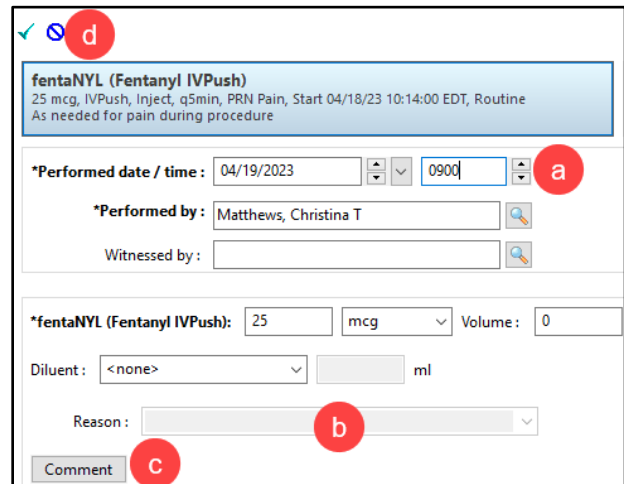 d
fentaNYL (Fentanyl IVPush)
25 mcg, IVPush, Inject, q5min, PRN Pain, Start 04/18/23 10:14:00 EDT, Routine
As needed for pain during procedure
*Performed date / time : 04/19/2023 0900 a
*Performed by : Matthews, Christina T
Witnessed by :
*fentaNYL (Fentanyl IVPush): 25 mcg Volume : 0
Diluent : <none> ml
Reason : b
Comment c